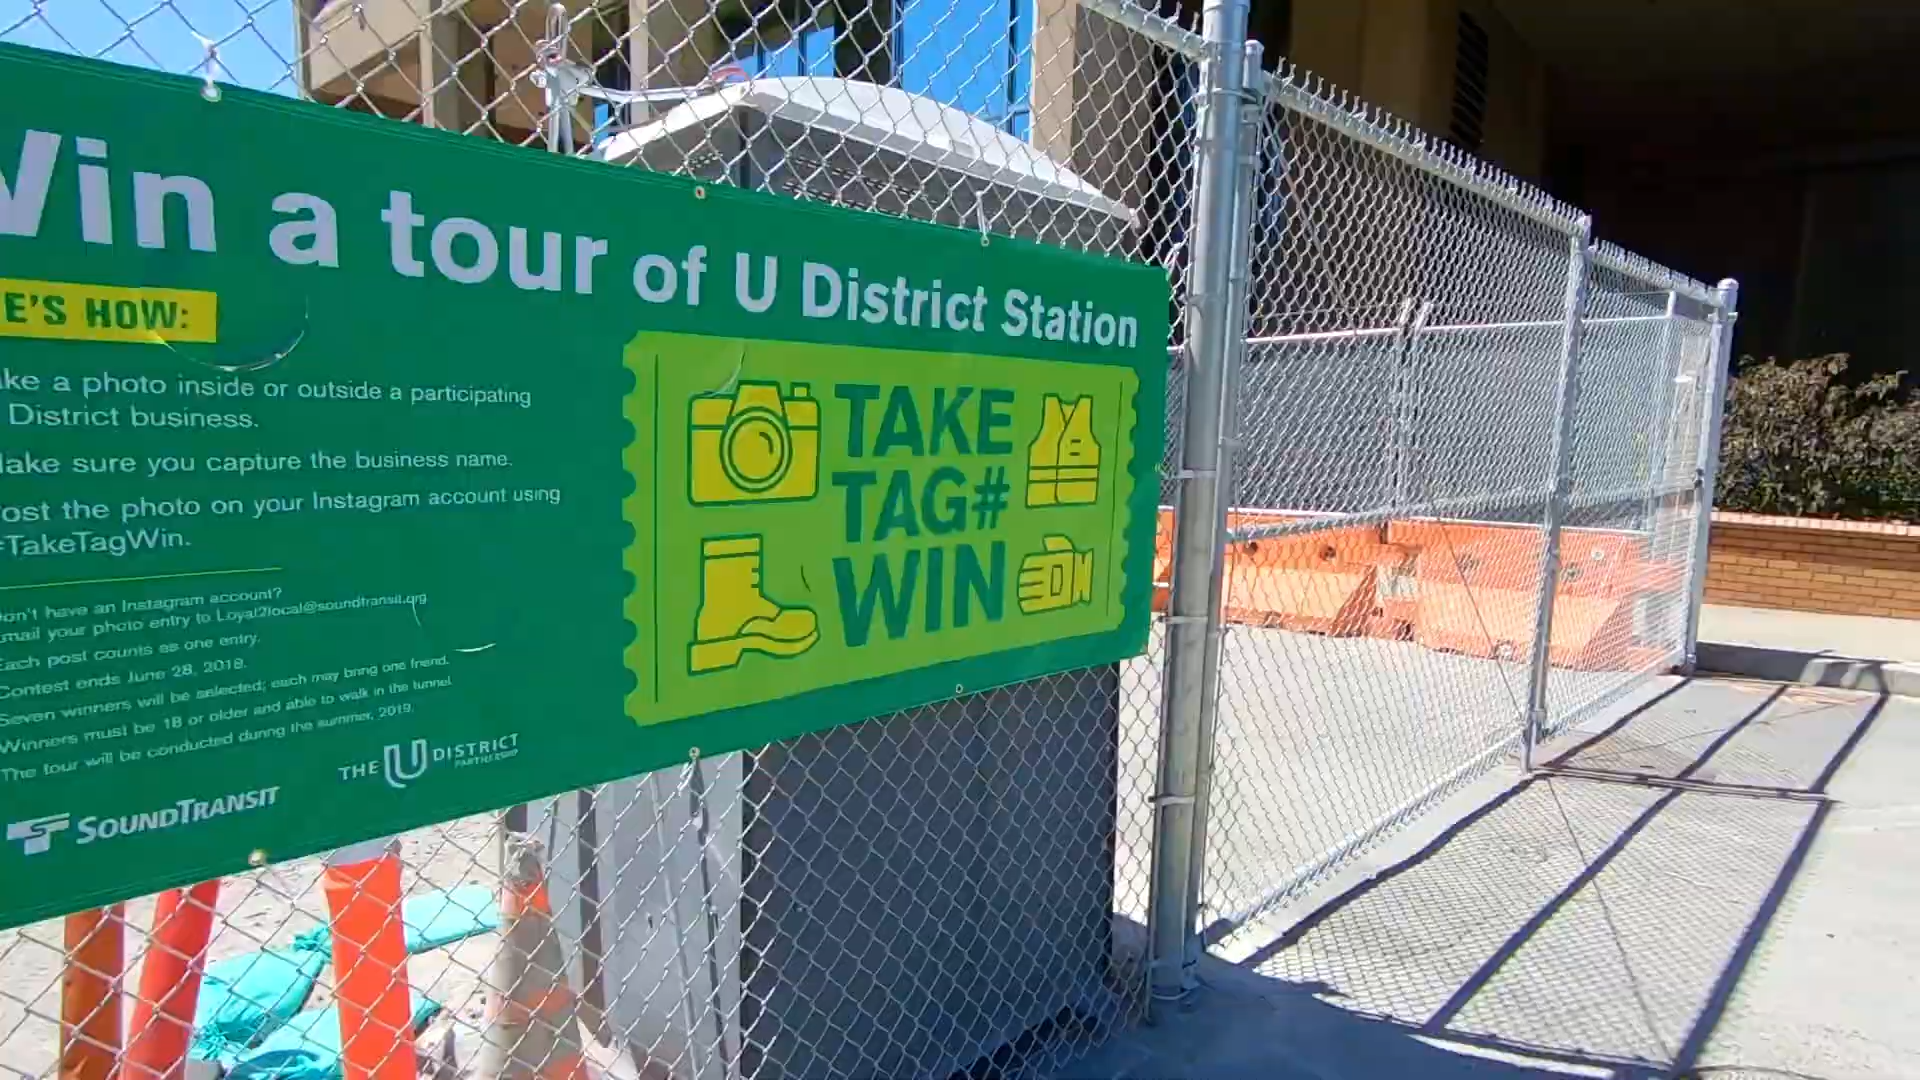 Win a tour of U District Station
E'S HOW:
ke a photo inside or outside a participating
District business.
ake sure you capture the business name.
ost the photo on your Instagram account using
#TakeTagWin.
on't have an Instagram account?
mail your photo entry to Loyal2local@soundtransit.org
Each post counts as one entry.
Contest ends June 28, 2019.
Seven winners will be selected; each may bring one friend.
Winners must be 18 or older and able to walk in the tunnel.
The tour will be conducted during the summer, 2019.
SOUNDTRANSIT
THE U DISTRICT
PARTNERSHIP
TAKE
TAG#
WIN